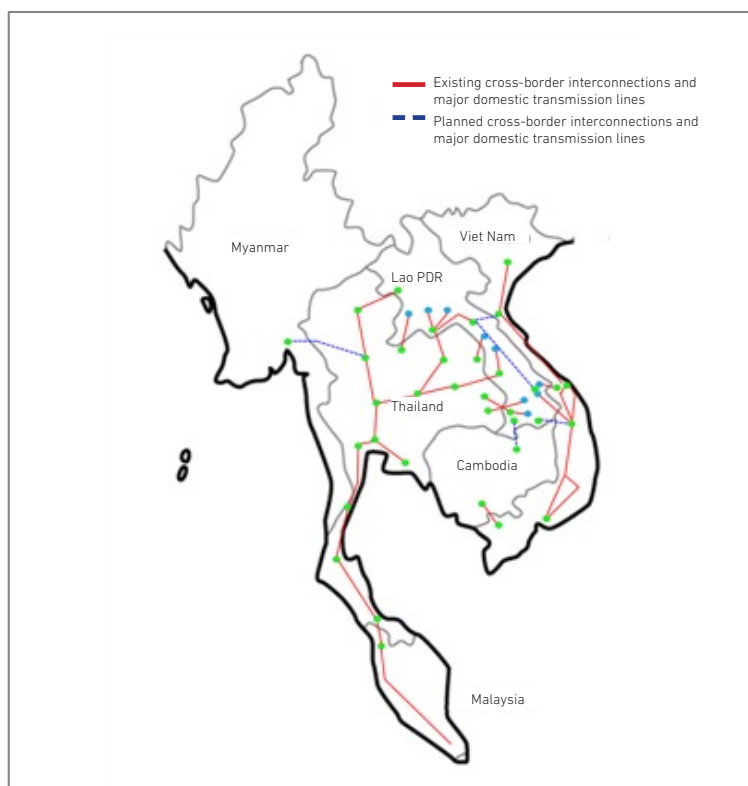 Existing cross-border interconnections and
major domestic transmission lines
Planned cross-border interconnections and
major domestic transmission lines
Myanmar
Viet Nam
Lao PDR
Thailand
Cambodia
Malaysia